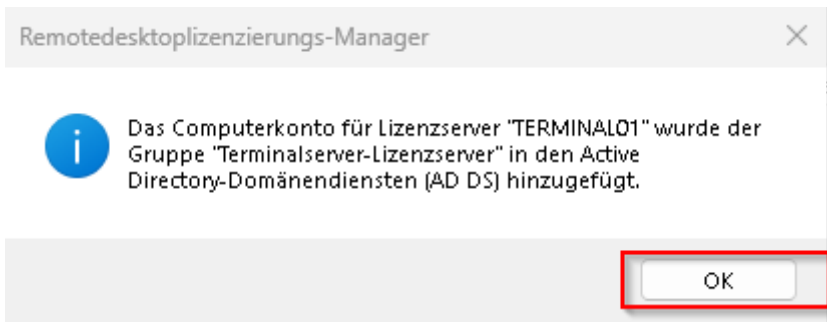 Remotedesktoplizenzierungs-Manager
Das Computerkonto für Lizenzserver "TERMINAL01" wurde der
Gruppe "Terminalserver-Lizenzserver" in den Active
Directory-Domänendiensten (AD DS) hinzugefügt.
OK